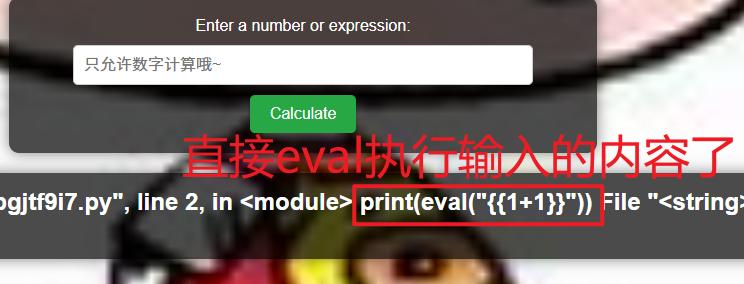 Enter a number or expression:
只允许数字计算哦~
Calculate
直接eval执行输入的内容了
ogjtf9i7.py", line 2, in <module> print(eval("{{1+1}}")) File "<string>